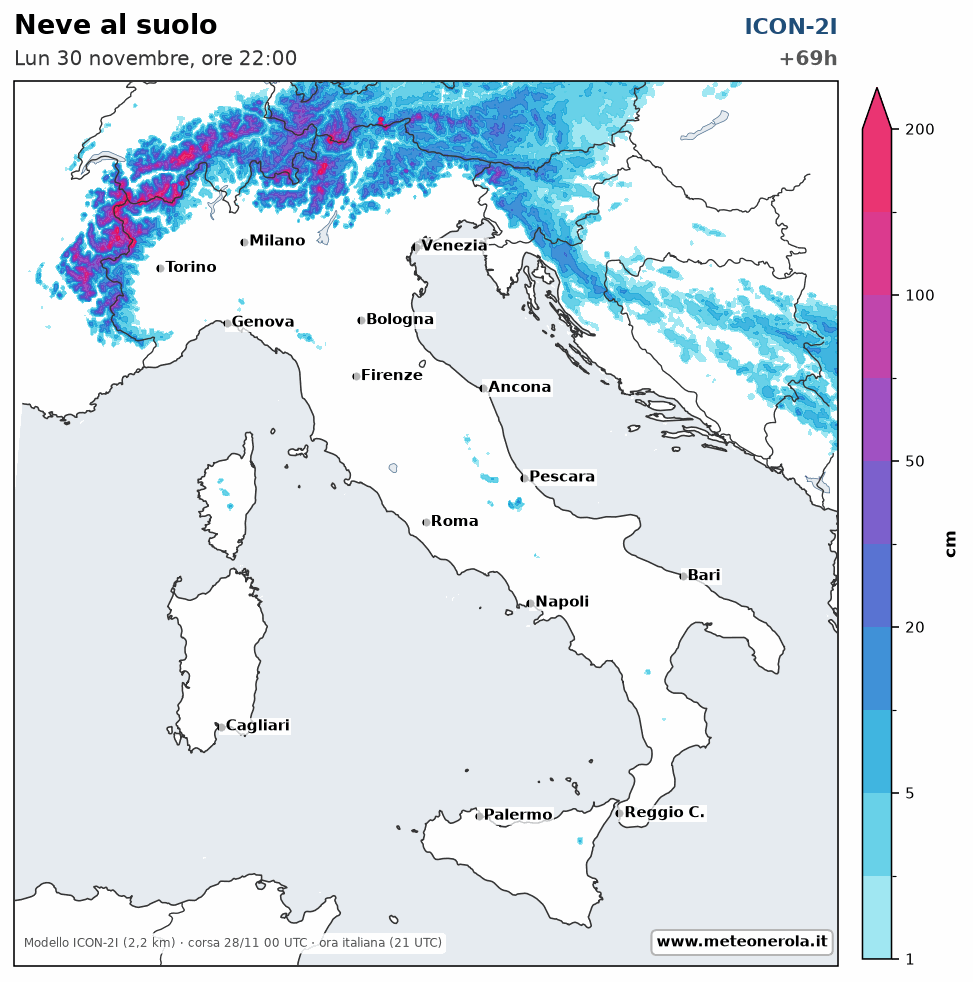 Neve al suolo
ICON-2I
Lun 30 novembre, ore 22:00
+69h
200
100
50
20
5
1
cm
Milano
Venezia
Torino
Genova
Bologna
Firenze
Ancona
Pescara
Roma
Bari
Napoli
Cagliari
Palermo
Reggio C.
Modello ICON-2I (2,2 km) · corsa 28/11 00 UTC · ora italiana (21 UTC)
www.meteonerola.it